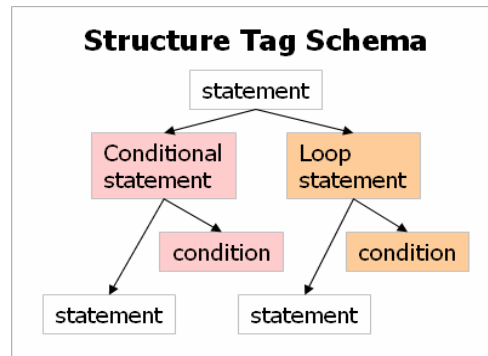 Structure Tag Schema
statement
Conditional
statement
Loop
statement
condition
condition
statement
statement